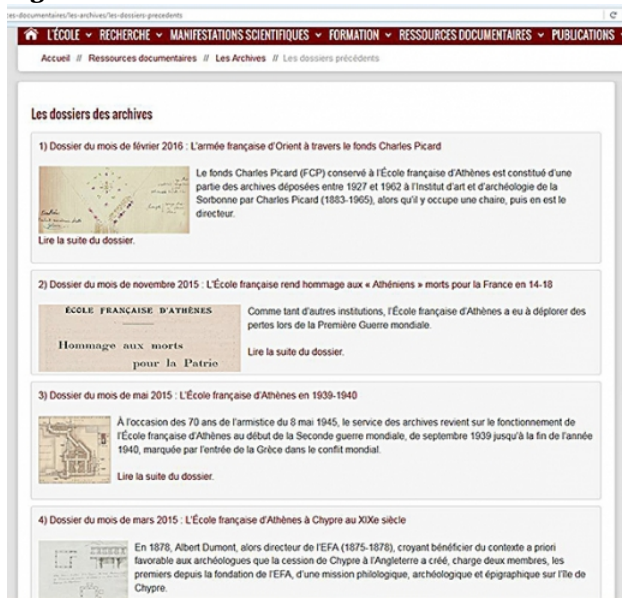 es-documentaires/les-archives/les-dossiers-precedents
L'ÉCOLE RECHERCHE MANIFESTATIONS SCIENTIFIQUES FORMATION RESSOURCES DOCUMENTAIRES PUBLICATIONS
Accueil // Ressources documentaires // Les Archives // Les dossiers précédents
Les dossiers des archives
1) Dossier du mois de février 2016 : L'armée française d'Orient à travers le fonds Charles Picard
Le fonds Charles Picard (FCP) conservé à l'École française d'Athènes est constitué d'une
partie des archives déposées entre 1927 et 1962 à l'Institut d'art et d'archéologie de la
Sorbonne par Charles Picard (1883-1965), alors qu'il y occupe une chaire, puis en est le
directeur.
Lire la suite du dossier.
2) Dossier du mois de novembre 2015 : L'École française rend hommage aux « Athéniens » morts pour la France en 14-18
ÉCOLE FRANÇAISE D'ATHÈNES
Hommage aux morts
pour la Patrie
Comme tant d'autres institutions, l'École française d'Athènes a eu à déplorer des
pertes lors de la Première Guerre mondiale.
Lire la suite du dossier.
3) Dossier du mois de mai 2015 : L'École française d'Athènes en 1939-1940
À l'occasion des 70 ans de l'armistice du 8 mai 1945, le service des archives revient sur le fonctionnement de
l'École française d'Athènes au début de la Seconde guerre mondiale, de septembre 1939 jusqu'à la fin de l'année
1940, marquée par l'entrée de la Grèce dans le conflit mondial.
Lire la suite du dossier.
4) Dossier du mois de mars 2015 : L'École française d'Athènes à Chypre au XIXe siècle
En 1878, Albert Dumont, alors directeur de l'EFA (1875-1878), croyant bénéficier du contexte a priori
favorable aux archéologues que la cession de Chypre à l'Angleterre a créé, charge deux membres, les
premiers depuis la fondation de l'EFA, d'une mission philologique, archéologique et épigraphique sur l'île de
Chypre.